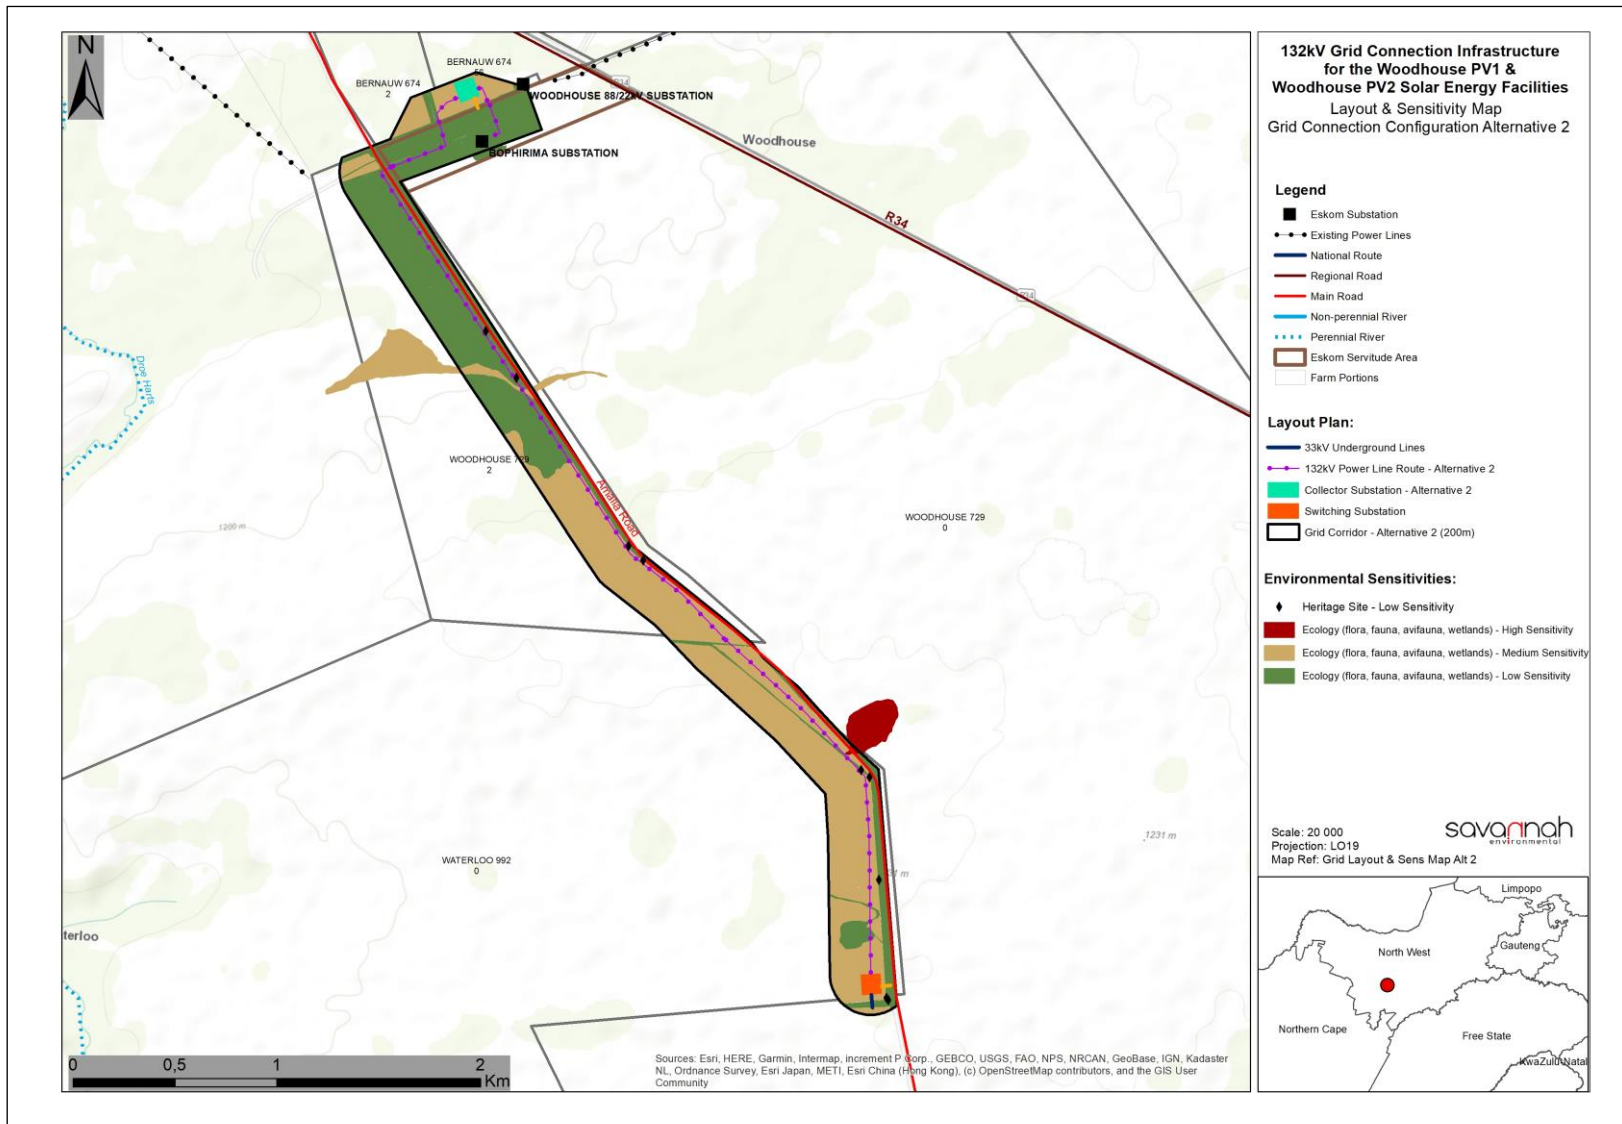 N
BERNAUW 674
56
BERNAUW 674
2
WOODHOUSE 88/22kV SUBSTATION
BOPHIRIMA SUBSTATION
R34
Woodhouse
R34
R34
Droe Harts
WOODHOUSE 729
2
Amalia Road
1200 m
WOODHOUSE 729
0
WATERLOO 992
0
1231 m
31 m
terloo
0 0,5 1 2
Km
Sources: Esri, HERE, Garmin, Intermap, increment P Corp., GEBCO, USGS, FAO, NPS, NRCAN, GeoBase, IGN, Kadaster
NL, Ordnance Survey, Esri Japan, METI, Esri China (Hong Kong), (c) OpenStreetMap contributors, and the GIS User
Community
132kV Grid Connection Infrastructure
for the Woodhouse PV1 &
Woodhouse PV2 Solar Energy Facilities
Layout & Sensitivity Map
Grid Connection Configuration Alternative 2
Legend
Eskom Substation
Existing Power Lines
National Route
Regional Road
Main Road
Non-perennial River
Perennial River
Eskom Servitude Area
Farm Portions
Layout Plan:
33kV Underground Lines
132kV Power Line Route - Alternative 2
Collector Substation - Alternative 2
Switching Substation
Grid Corridor - Alternative 2 (200m)
Environmental Sensitivities:
Heritage Site - Low Sensitivity
Ecology (flora, fauna, avifauna, wetlands) - High Sensitivity
Ecology (flora, fauna, avifauna, wetlands) - Medium Sensitivity
Ecology (flora, fauna, avifauna, wetlands) - Low Sensitivity
Scale: 20 000
Projection: LO19
Map Ref: Grid Layout & Sens Map Alt 2
savannah
environmental
Limpopo
North West
Gauteng
Northern Cape
Free State
KwaZulu-Natal